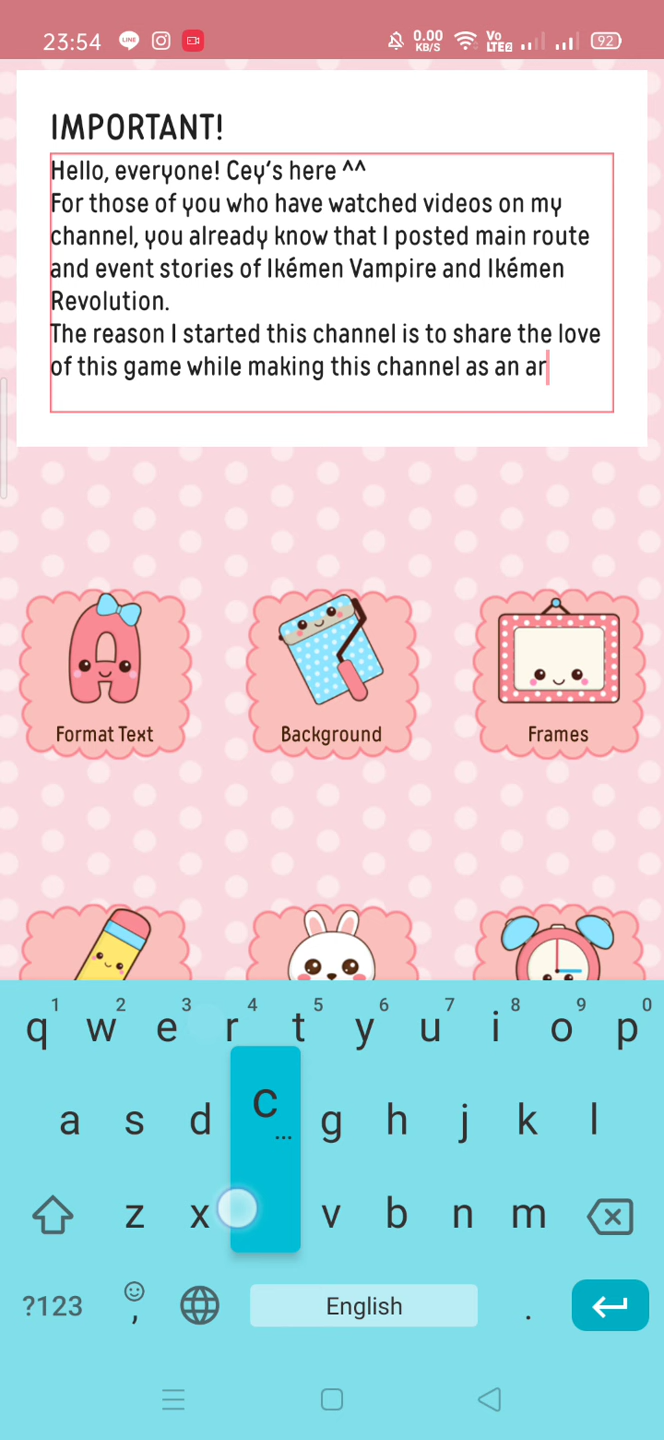 23:54 LINE 0.00 KB/S Vo LTE2 92
IMPORTANT!
Hello, everyone! Cey's here ^^
For those of you who have watched videos on my
channel, you already know that I posted main route
and event stories of Ikémen Vampire and Ikémen
Revolution.
The reason I started this channel is to share the love
of this game while making this channel as an ar
Format Text Background Frames
1 2 3 4 5 6 7 8 9 0
q w e r t y u i o p
a s d c ... g h j k l
z x v b n m
?123 , English .